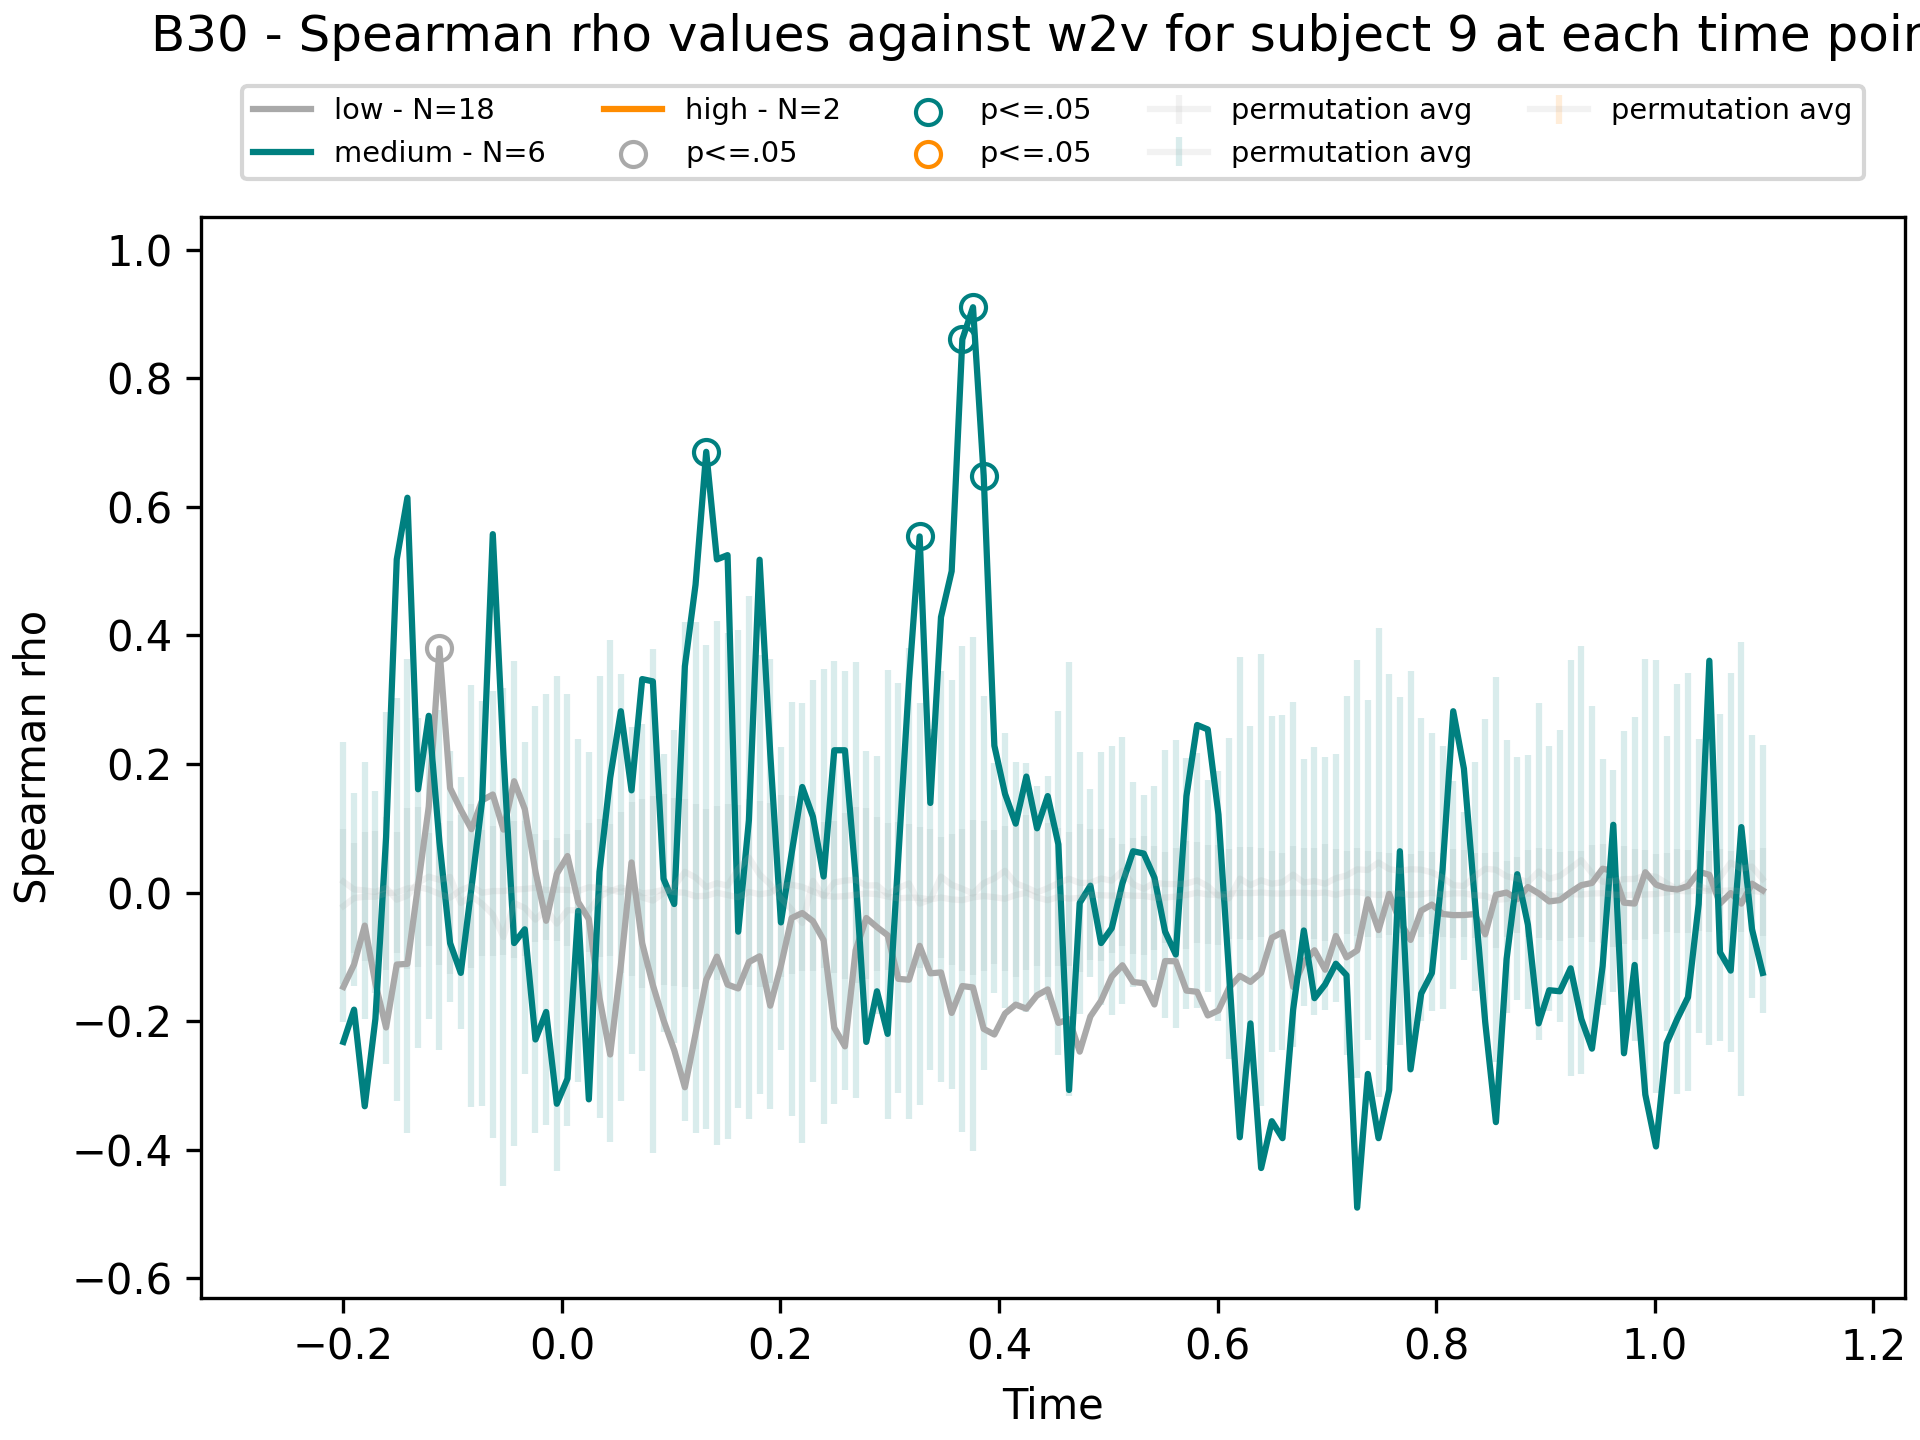 B30 - Spearman rho values against w2v for subject 9 at each time poin
low - N=18
medium - N=6
high - N=2
p<=.05
p<=.05
p<=.05
permutation avg
permutation avg
permutation avg
Spearman rho
1.0
0.8
0.6
0.4
0.2
0.0
−0.2
−0.4
−0.6
−0.2 0.0 0.2 0.4 0.6 0.8 1.0 1.2
Time